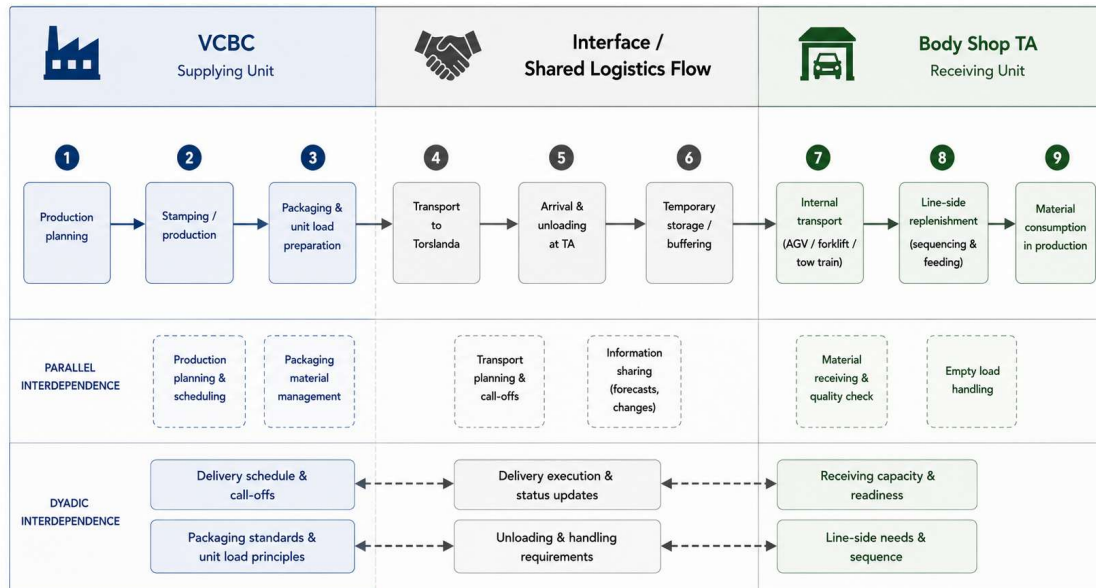 VCBC
Supplying Unit
Interface /
Shared Logistics Flow
Body Shop TA
Receiving Unit
1
2
3
4
5
6
7
8
9
Production
planning
Stamping /
production
Packaging &
unit load
preparation
Transport
to
Torslanda
Arrival &
unloading
at TA
Temporary
storage /
buffering
Internal
transport
(AGV / forklift /
tow train)
Line-side
replenishment
(sequencing &
feeding)
Material
consumption
in production
PARALLEL
INTERDEPENDENCE
Production
planning &
scheduling
Packaging
material
management
Transport
planning &
call-offs
Information
sharing
(forecasts,
changes)
Material
receiving &
quality check
Empty load
handling
DYADIC
INTERDEPENDENCE
Delivery schedule &
call-offs
Delivery execution &
status updates
Receiving capacity &
readiness
Packaging standards &
unit load principles
Unloading & handling
requirements
Line-side needs &
sequence